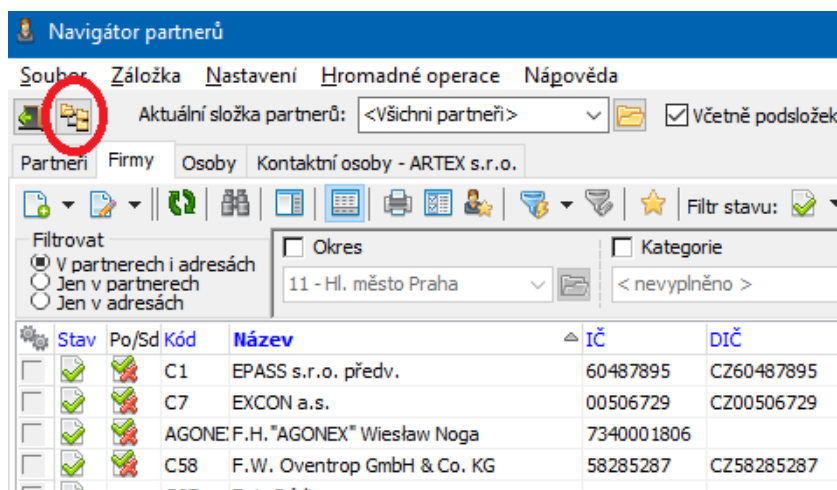 Navigátor partnerů
Soubor Záložka Nastavení Hromadné operace Nápověda
Aktuální složka partnerů: <Všichni partneři> Včetně podsložek
Partneři Firmy Osoby Kontaktní osoby - ARTEX s.r.o.
Filtr stavu:
Filtrovat
V partnerech i adresách
Jen v partnerech
Jen v adresách
Okres
11 - Hl. město Praha
Kategorie
< nevyplněno >
Stav Po/Sd Kód Název IČ DIČ
C1 EPASS s.r.o. předv. 60487895 CZ60487895
C7 EXCON a.s. 00506729 CZ00506729
AGONE F.H."AGONEX" Wiesław Noga 7340001806
C58 F.W. Oventrop GmbH & Co. KG 58285287 CZ58285287